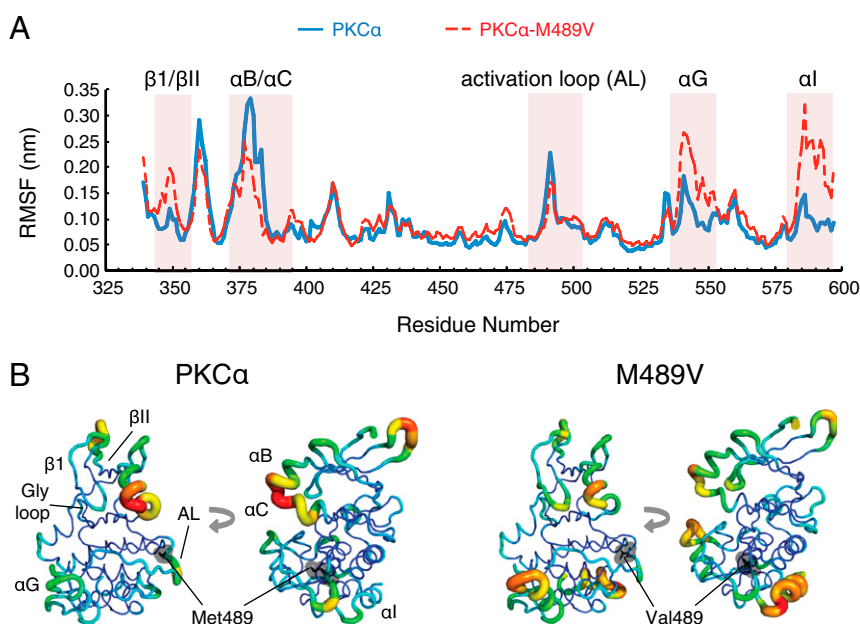 A
PKCα
PKCα-M489V
β1/βII
αB/αC
activation loop (AL)
αG
αI
0.35
0.30
0.25
0.20
0.15
0.10
0.05
0.00
RMSF (nm)
325 350 375 400 425 450 475 500 525 550 575 600
Residue Number
B
PKCα
M489V
βII
β1
Gly
loop
αB
αC
AL
αG
Met489
αI
Val489